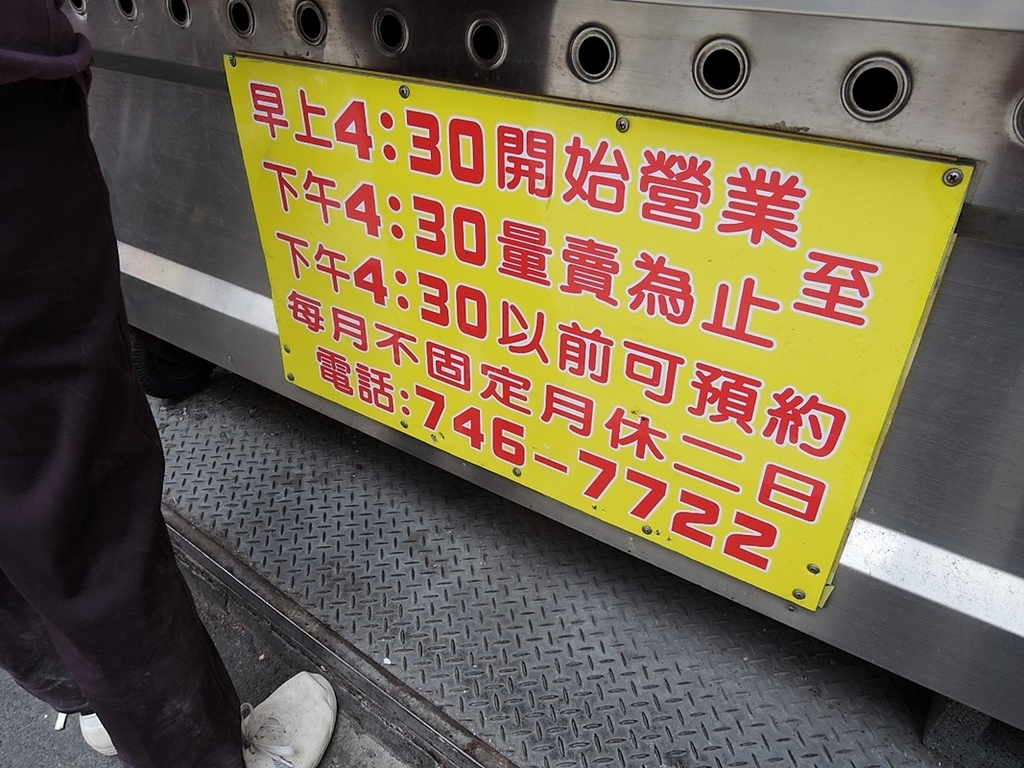 早上4:30開始營業至
下午4:30量賣為止
下午4:30以前可預約
每月不固定月休二日
電話:746-7722